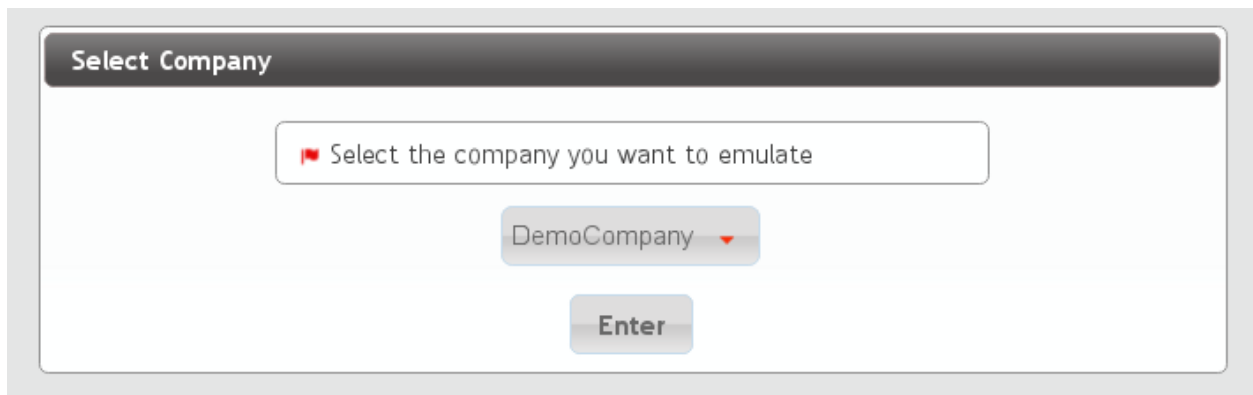 Select Company
Select the company you want to emulate
DemoCompany
Enter